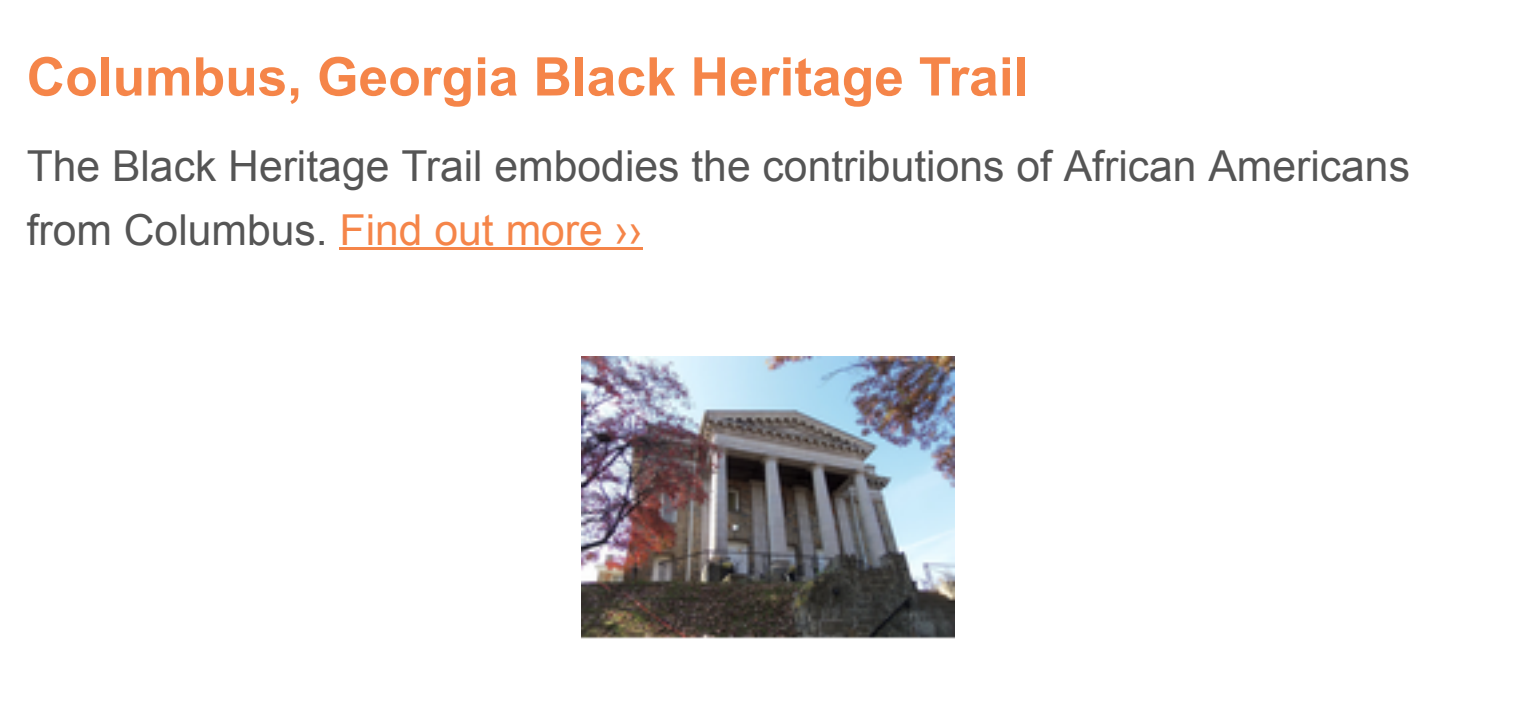 Columbus, Georgia Black Heritage Trail
The Black Heritage Trail embodies the contributions of African Americans
from Columbus. Find out more ››